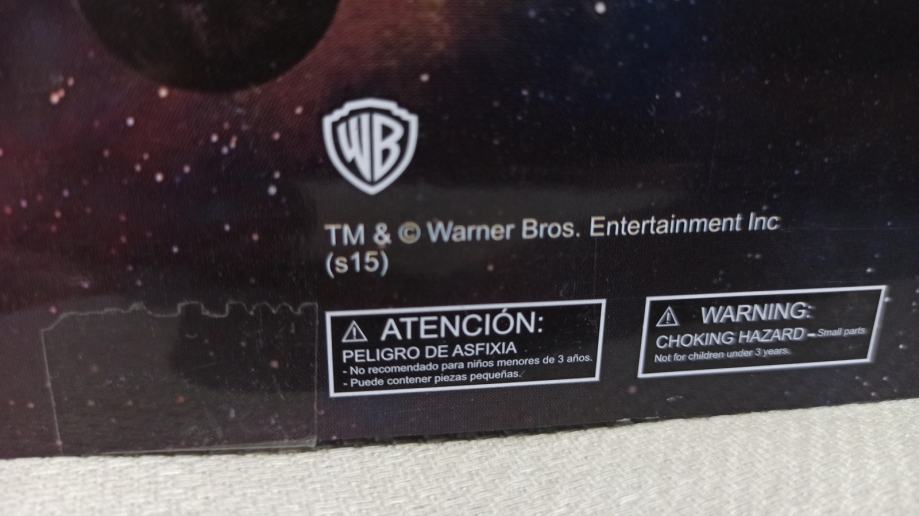 WB
TM & © Warner Bros. Entertainment Inc
(s15)
⚠ ATENCIÓN:
PELIGRO DE ASFIXIA
- No recomendado para niños menores de 3 años.
- Puede contener piezas pequeñas.
⚠ WARNING:
CHOKING HAZARD - Small parts
Not for children under 3 years.